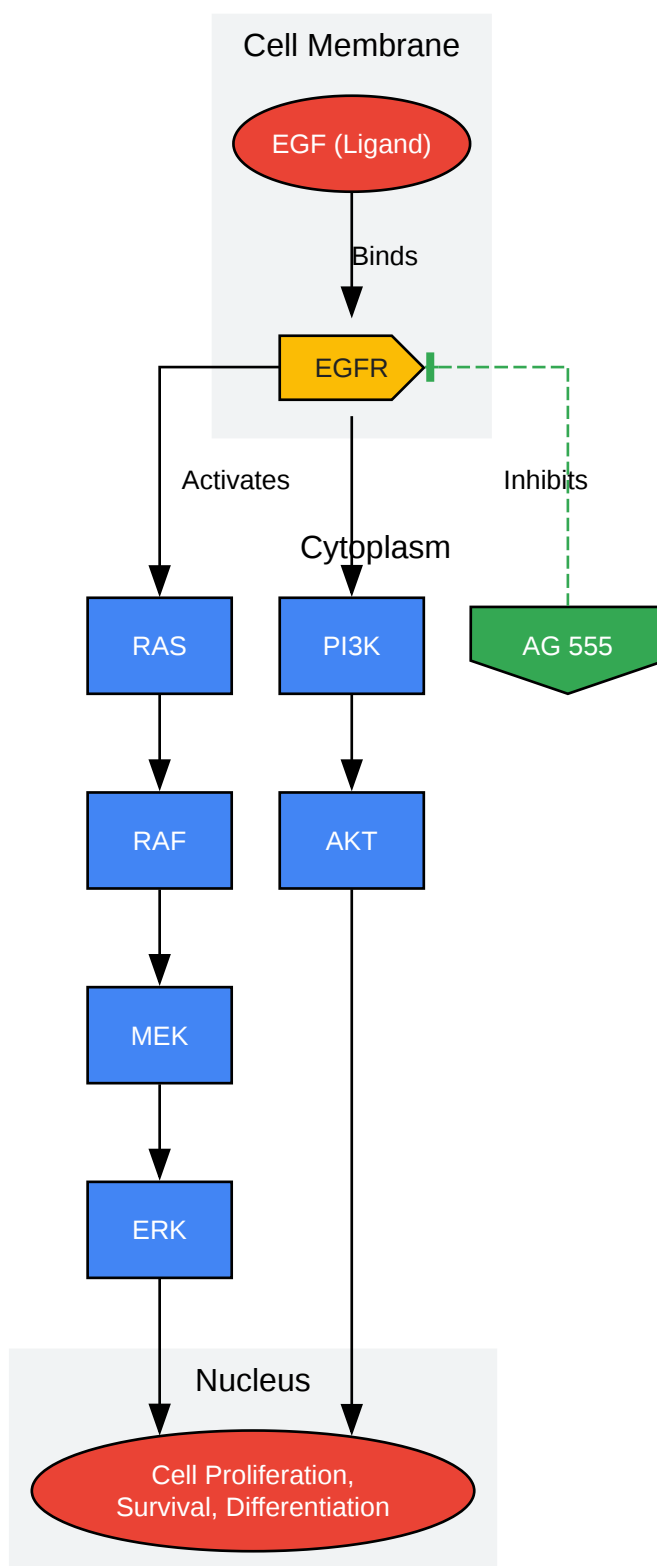 Cell Membrane
EGF (Ligand)
Binds
EGFR
Activates
Inhibits
Cytoplasm
RAS
PI3K
AG 555
RAF
AKT
MEK
ERK
Nucleus
Cell Proliferation,
Survival, Differentiation